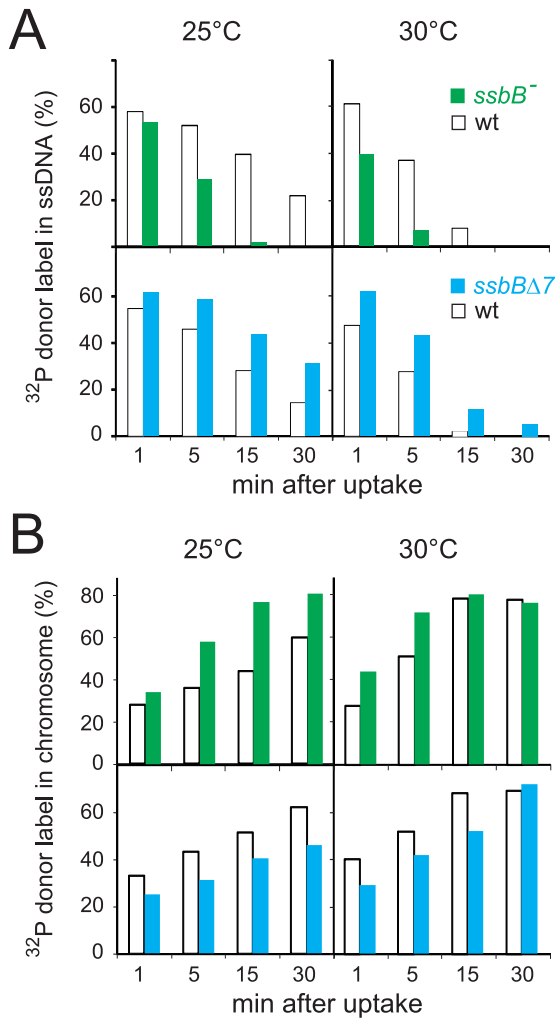 A
25°C 30°C
³²P donor label in ssDNA (%)
60
40
20
ssbB⁻
wt
60
40
20
0
ssbBΔ7
wt
1 5 15 30 1 5 15 30
min after uptake
B
25°C 30°C
³²P donor label in chromosome (%)
80
60
40
20
0
60
40
20
0
1 5 15 30 1 5 15 30
min after uptake